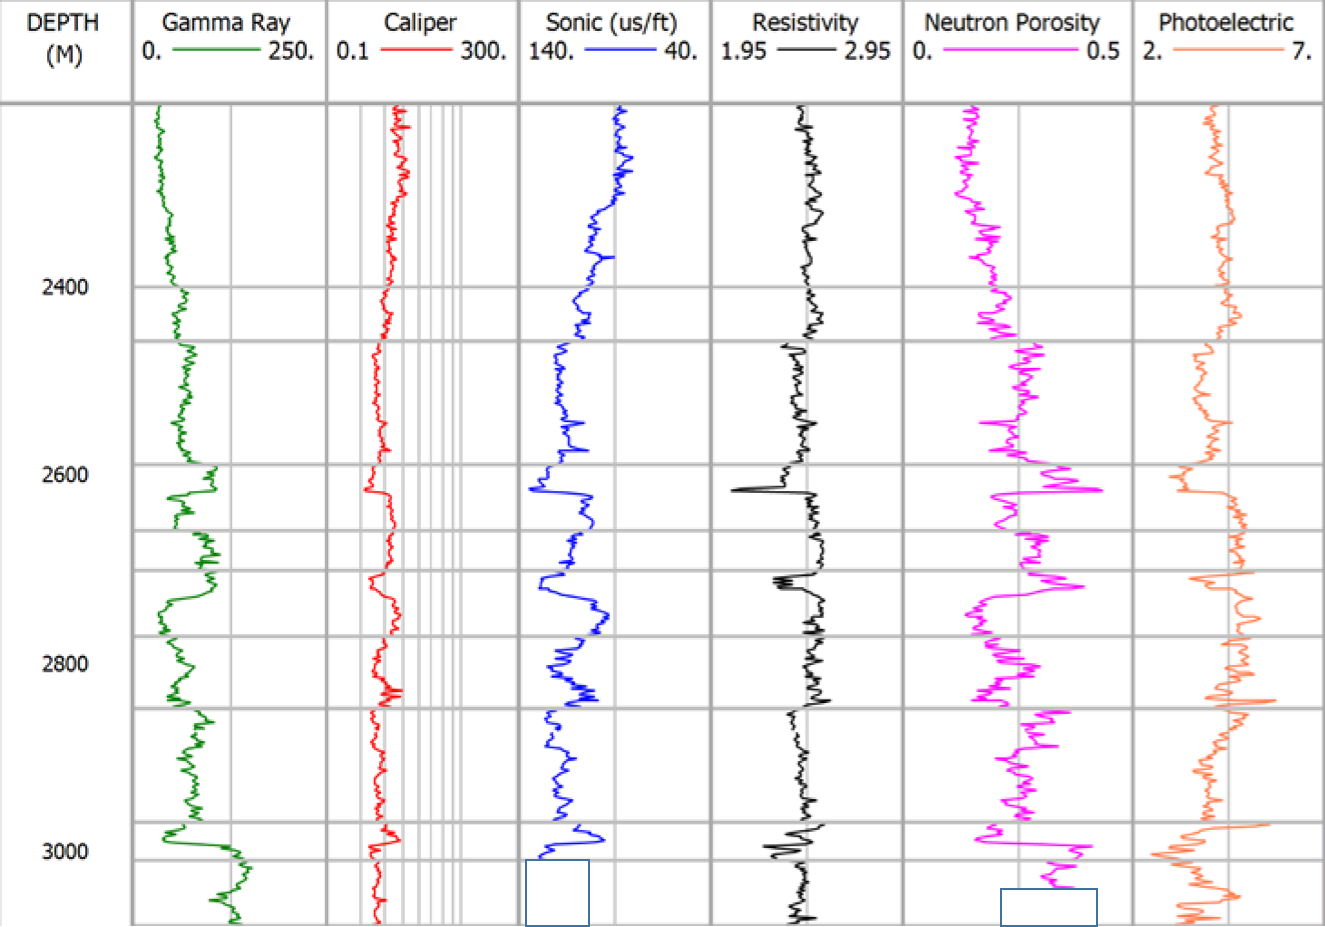 DEPTH Gamma Ray Caliper Sonic (us/ft) Resistivity Neutron Porosity Photoelectric
(M) 0. 250. 0.1 300. 140. 40. 1.95 2.95 0. 0.5 2. 7.
2400
2600
2800
3000